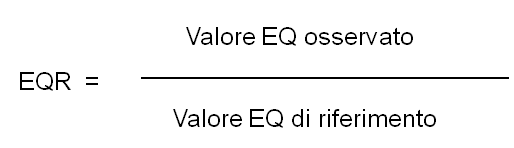 Valore EQ osservato
EQR =
Valore EQ di riferimento